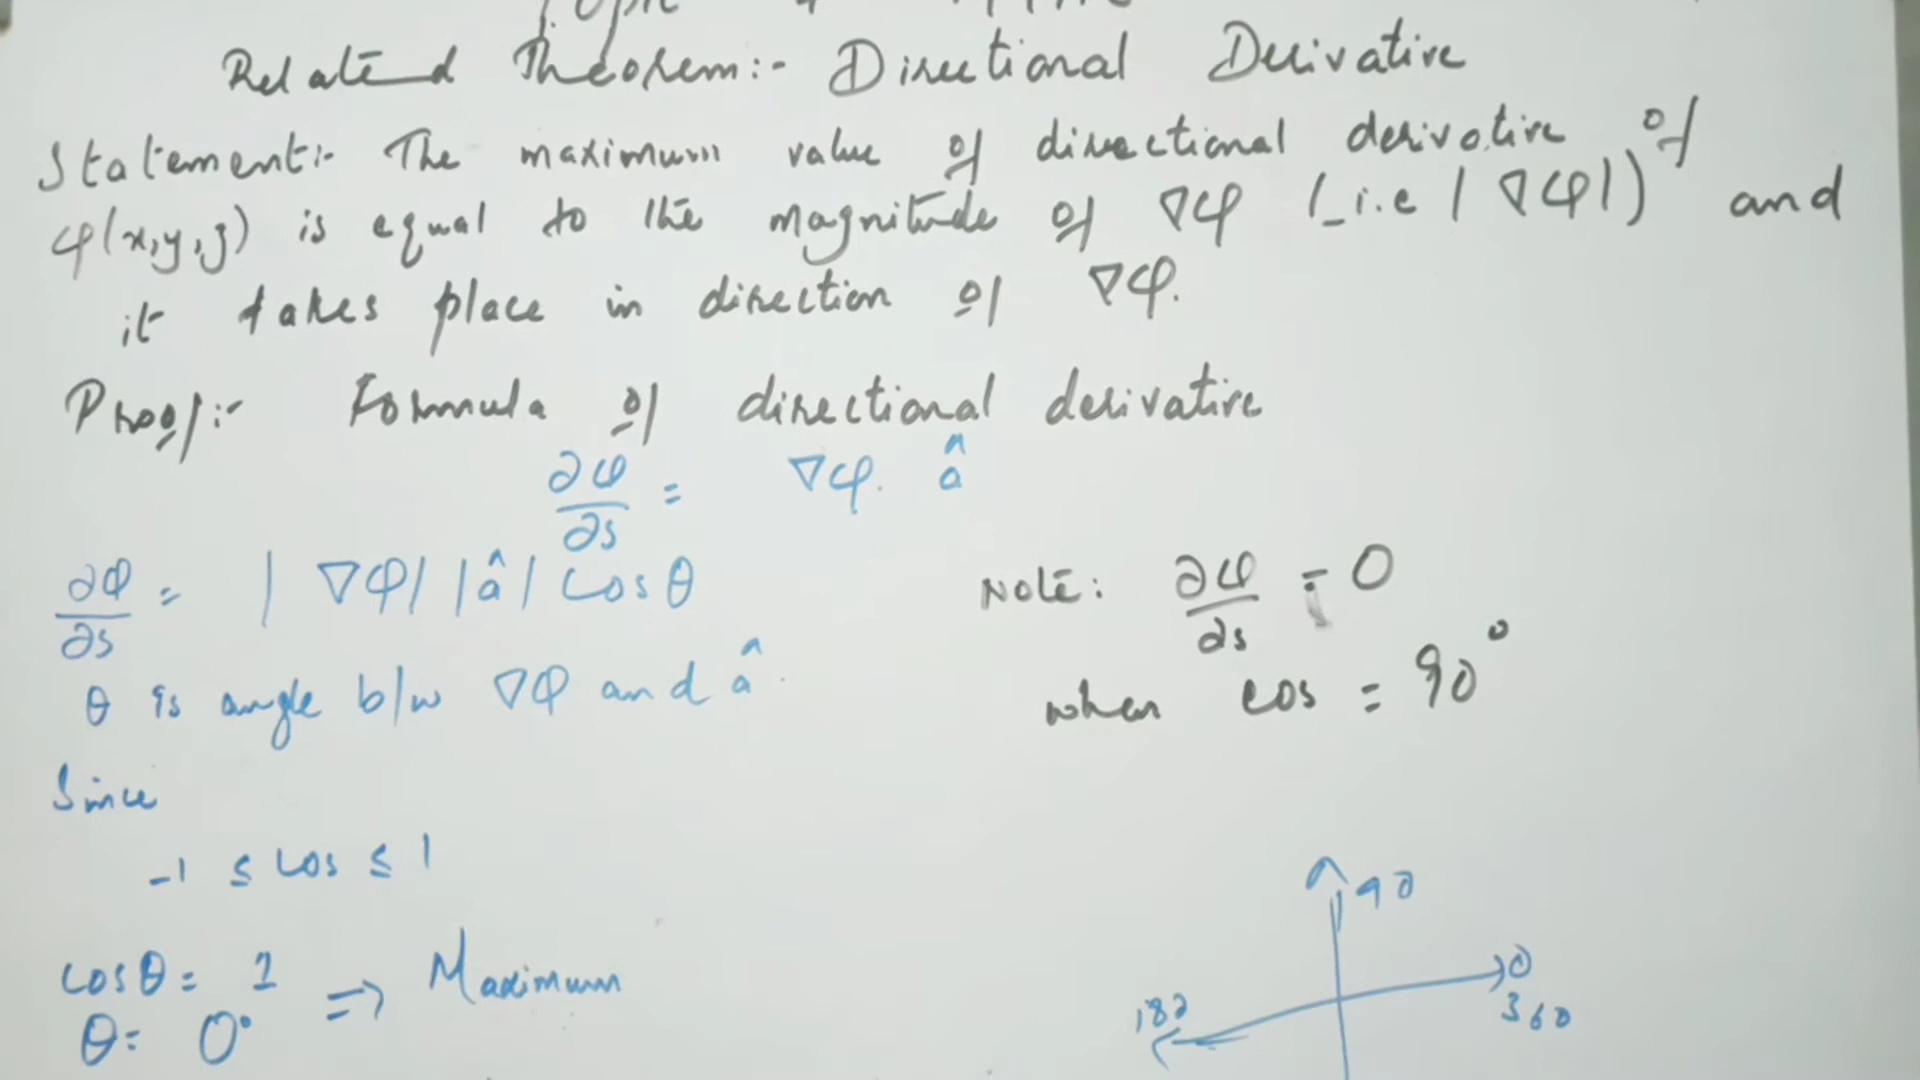 Related Theorem:- Directional Derivative
Statement:- The maximum value of directional derivative of
φ(x,y,z) is equal to the magnitude of ∇φ (i.e |∇φ|) and
it takes place in direction of ∇φ.
Proof:- Formula of directional derivative
∂φ/∂s = ∇φ. â
∂φ/∂s = |∇φ| |â| cos θ
θ is angle b/w ∇φ and â.
Since
-1 ≤ cos ≤ 1
cosθ = 1
θ = 0° => Maximum
Note: ∂φ/∂s = 0
when cos = 90°
90
0
180
360